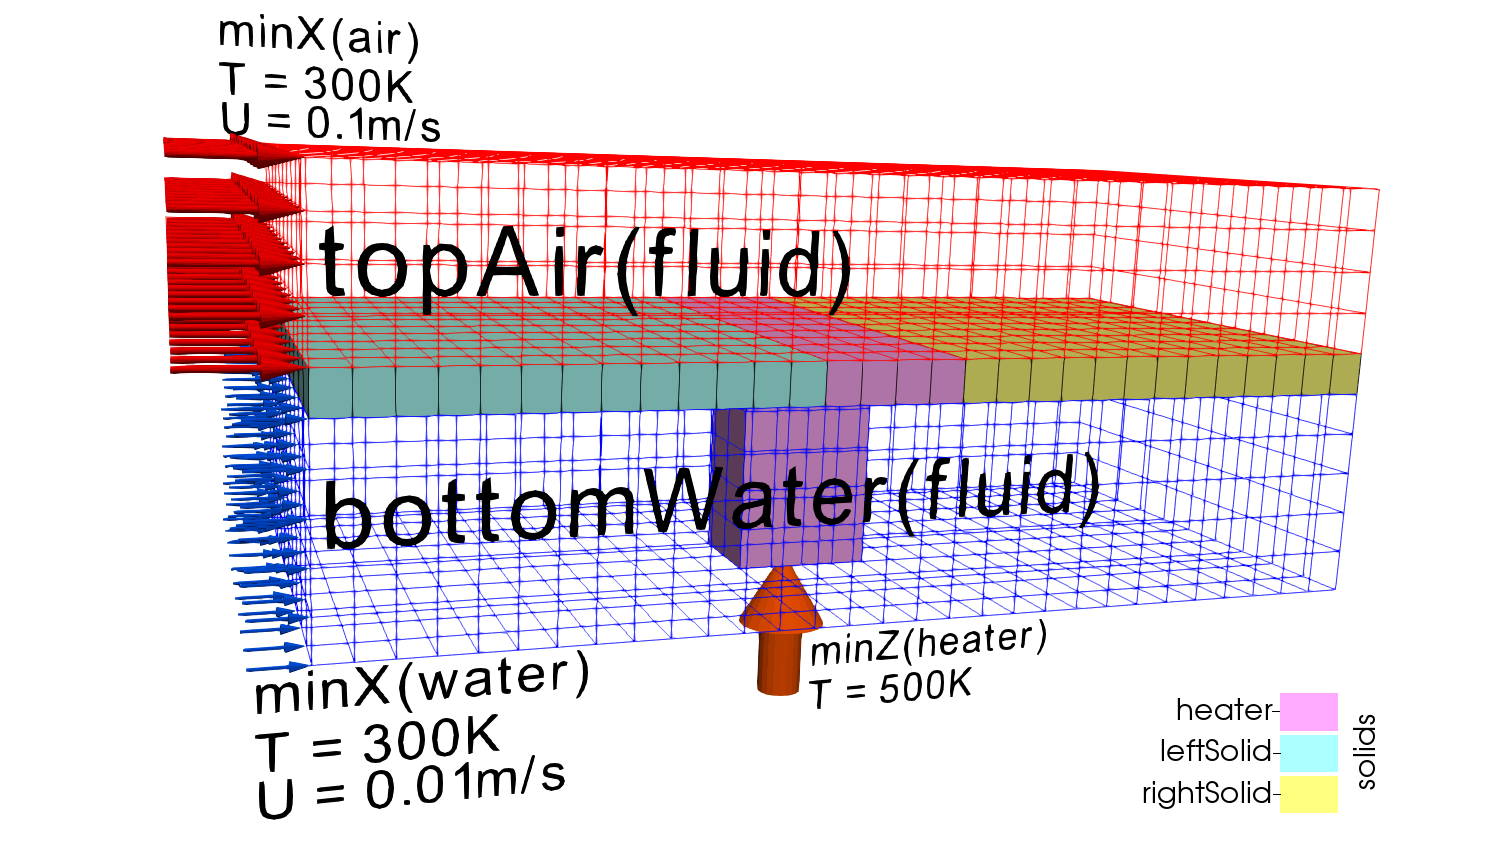 minX(air)
T = 300K
U = 0.1m/s
topAir(fluid)
bottomWater(fluid)
minX(water)
T = 300K
U = 0.01m/s
minZ(heater)
T = 500K
heater
leftSolid
rightSolid
solids